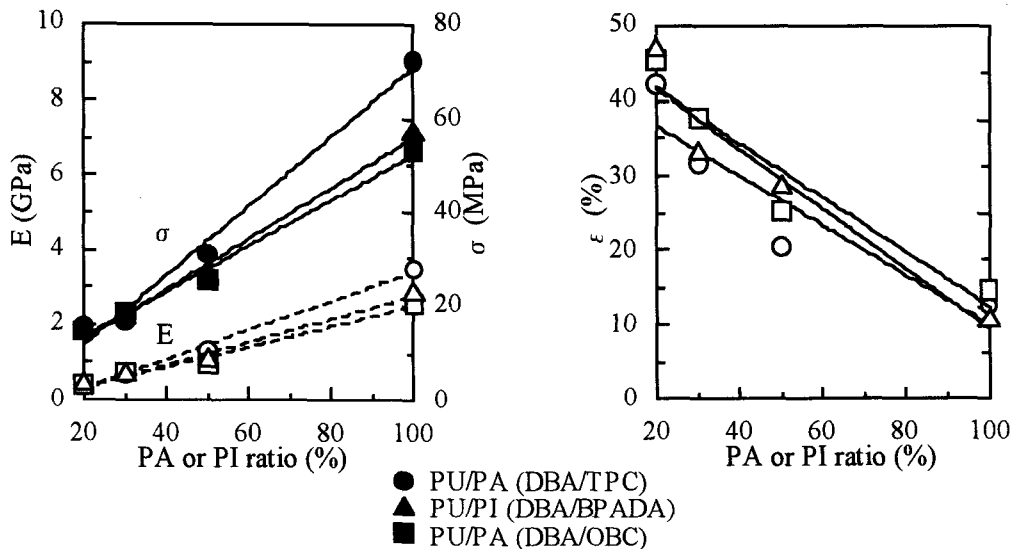 10
8
6
4
2
0
E (GPa)
σ
E
80
60
40
20
0
σ (MPa)
20 40 60 80 100
PA or PI ratio (%)
50
40
30
20
10
0
ε (%)
20 40 60 80 100
PA or PI ratio (%)
PU/PA (DBA/TPC)
PU/PI (DBA/BPADA)
PU/PA (DBA/OBC)